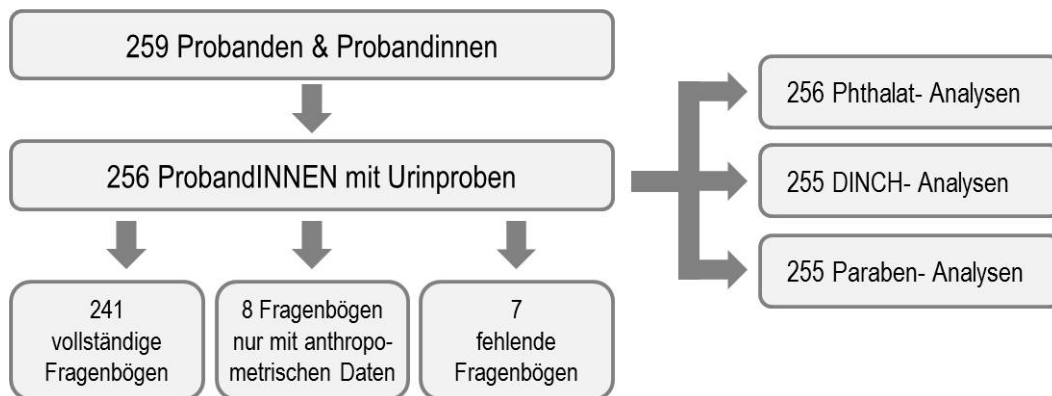 259 Probanden & Probandinnen
256 ProbandINNEN mit Urinproben
241
vollständige
Fragenbögen
8 Fragenbögen
nur mit anthropo-
metrischen Daten
7
fehlende
Fragenbögen
256 Phthalat- Analysen
255 DINCH- Analysen
255 Paraben- Analysen